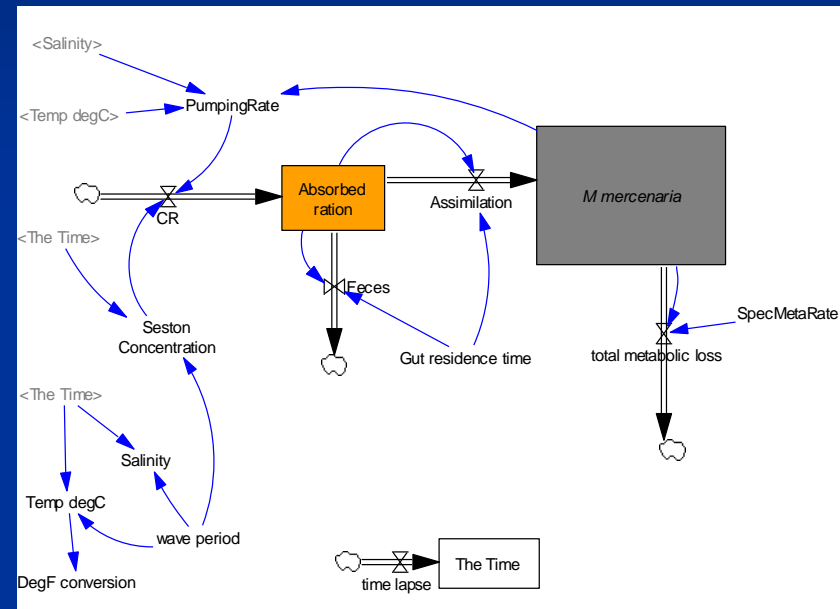 <Salinity>
<Temp degC>
PumpingRate
Absorbed
ration
Assimilation
M mercenaria
CR
<The Time>
Feces
Seston
Concentration
Gut residence time
SpecMetaRate
total metabolic loss
<The Time>
Salinity
Temp degC
wave period
DegF conversion
time lapse
The Time